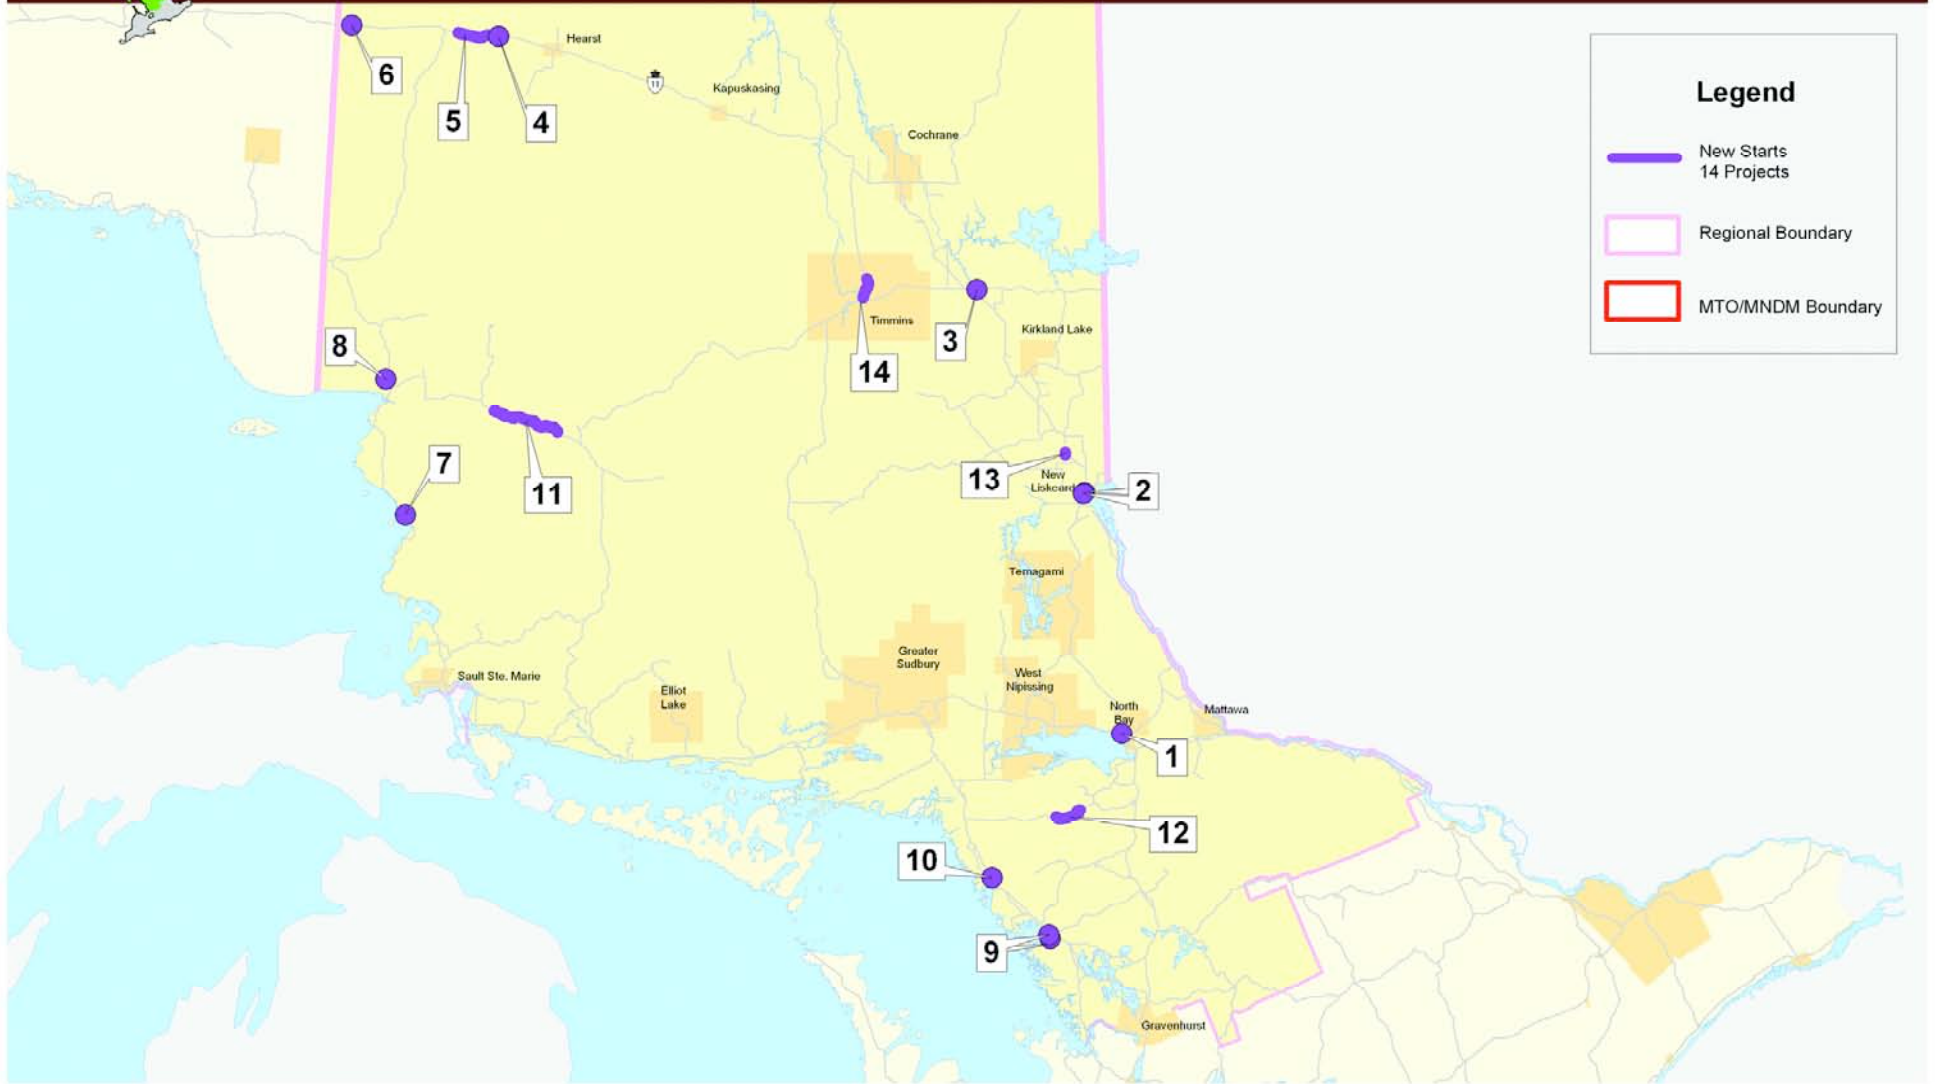 Legend
New Starts
14 Projects
Regional Boundary
MTO/MNDM Boundary
6
5
4
Hearst
11
Kapuskasing
Cochrane
8
14
Timmins
3
Kirkland Lake
7
11
13
New
Liskeard
2
Temagami
Sault Ste. Marie
Elliot
Lake
Greater
Sudbury
West
Nipissing
North
Bay
Mattawa
1
12
10
9
Gravenhurst